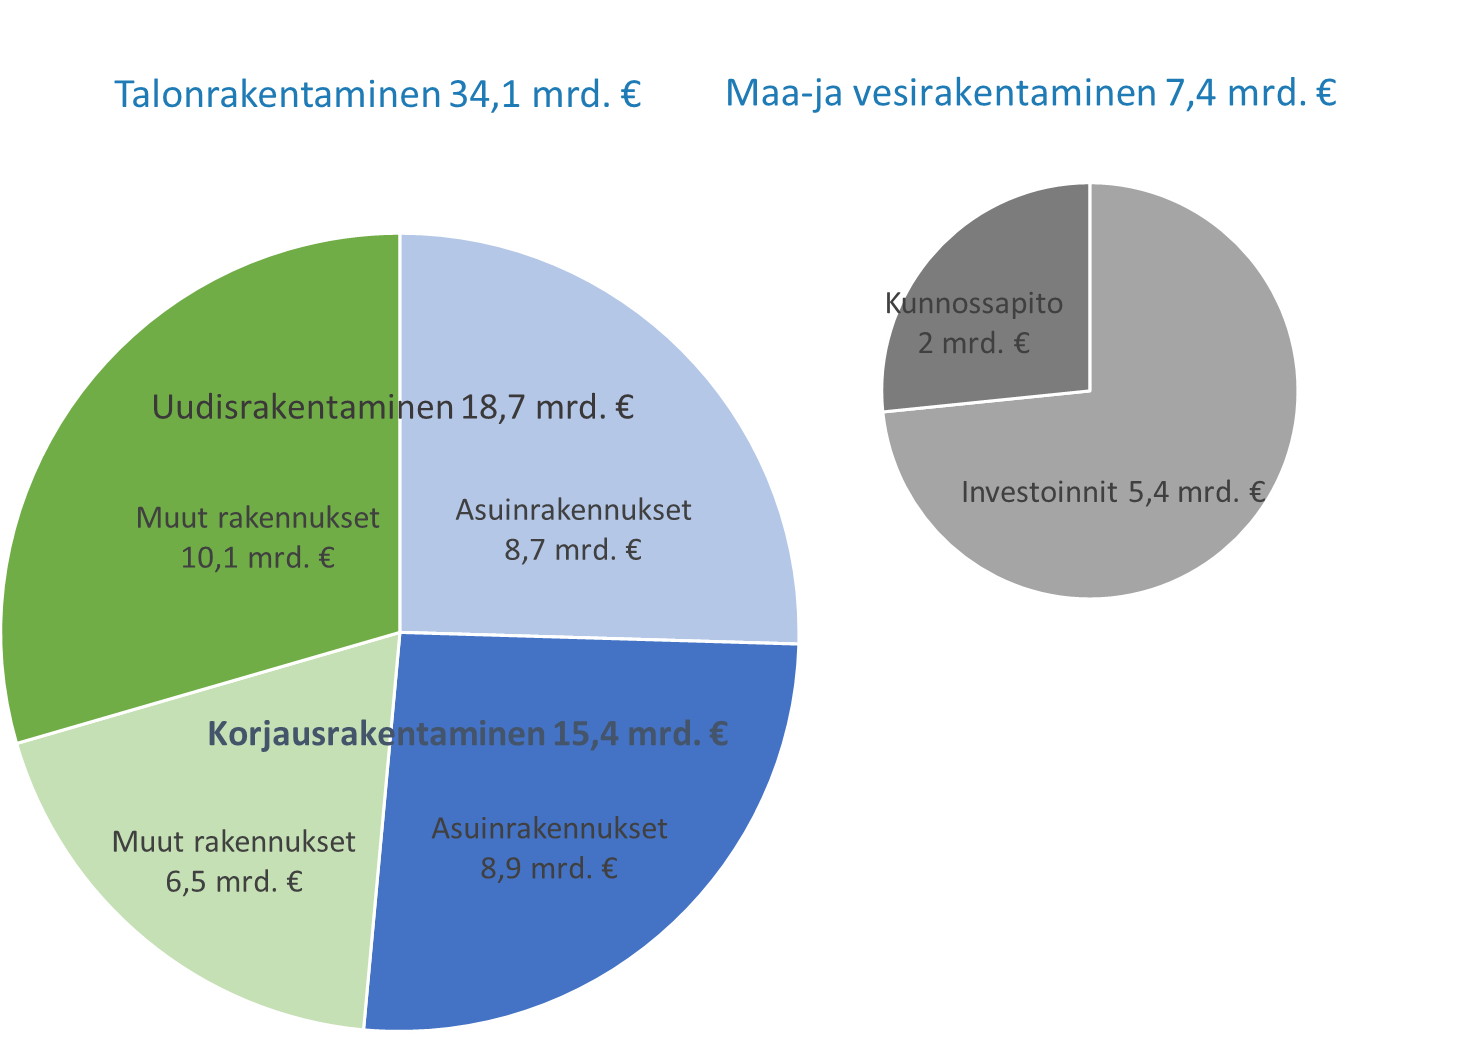 Talonrakentaminen 34,1 mrd. €
Maa-ja vesirakentaminen 7,4 mrd. €
Kunnossapito
2 mrd. €
Investoinnit 5,4 mrd. €
Uudisrakentaminen 18,7 mrd. €
Muut rakennukset
10,1 mrd. €
Asuinrakennukset
8,7 mrd. €
Korjausrakentaminen 15,4 mrd. €
Muut rakennukset
6,5 mrd. €
Asuinrakennukset
8,9 mrd. €